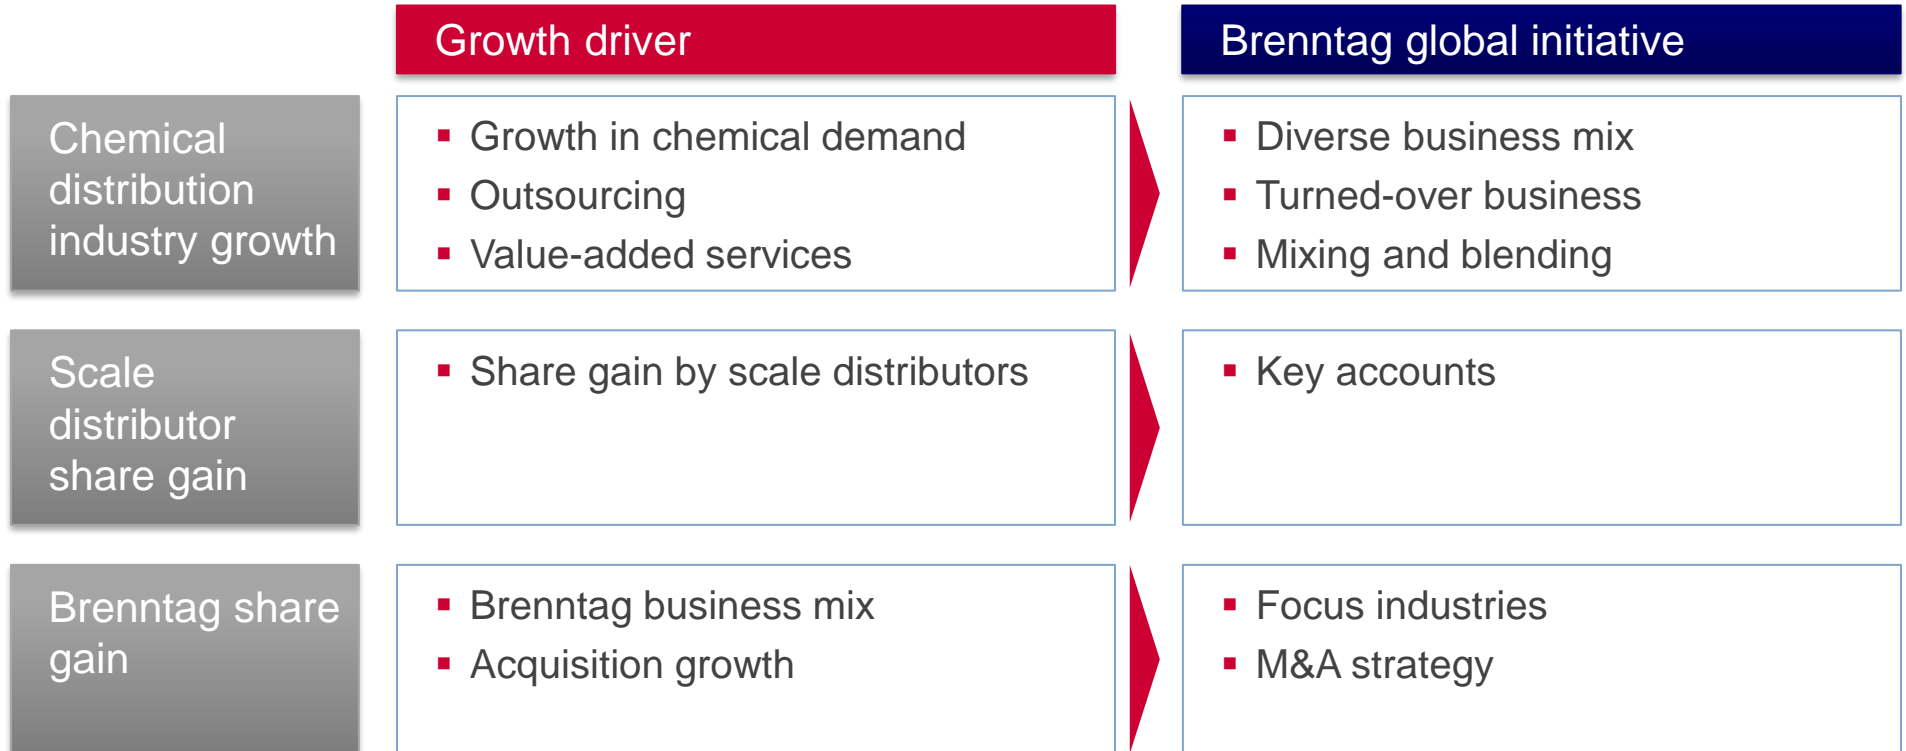 Growth driver
Brenntag global initiative
Chemical
distribution
industry growth
▪ Growth in chemical demand
▪ Outsourcing
▪ Value-added services
▪ Diverse business mix
▪ Turned-over business
▪ Mixing and blending
Scale
distributor
share gain
▪ Share gain by scale distributors
▪ Key accounts
Brenntag share
gain
▪ Brenntag business mix
▪ Acquisition growth
▪ Focus industries
▪ M&A strategy